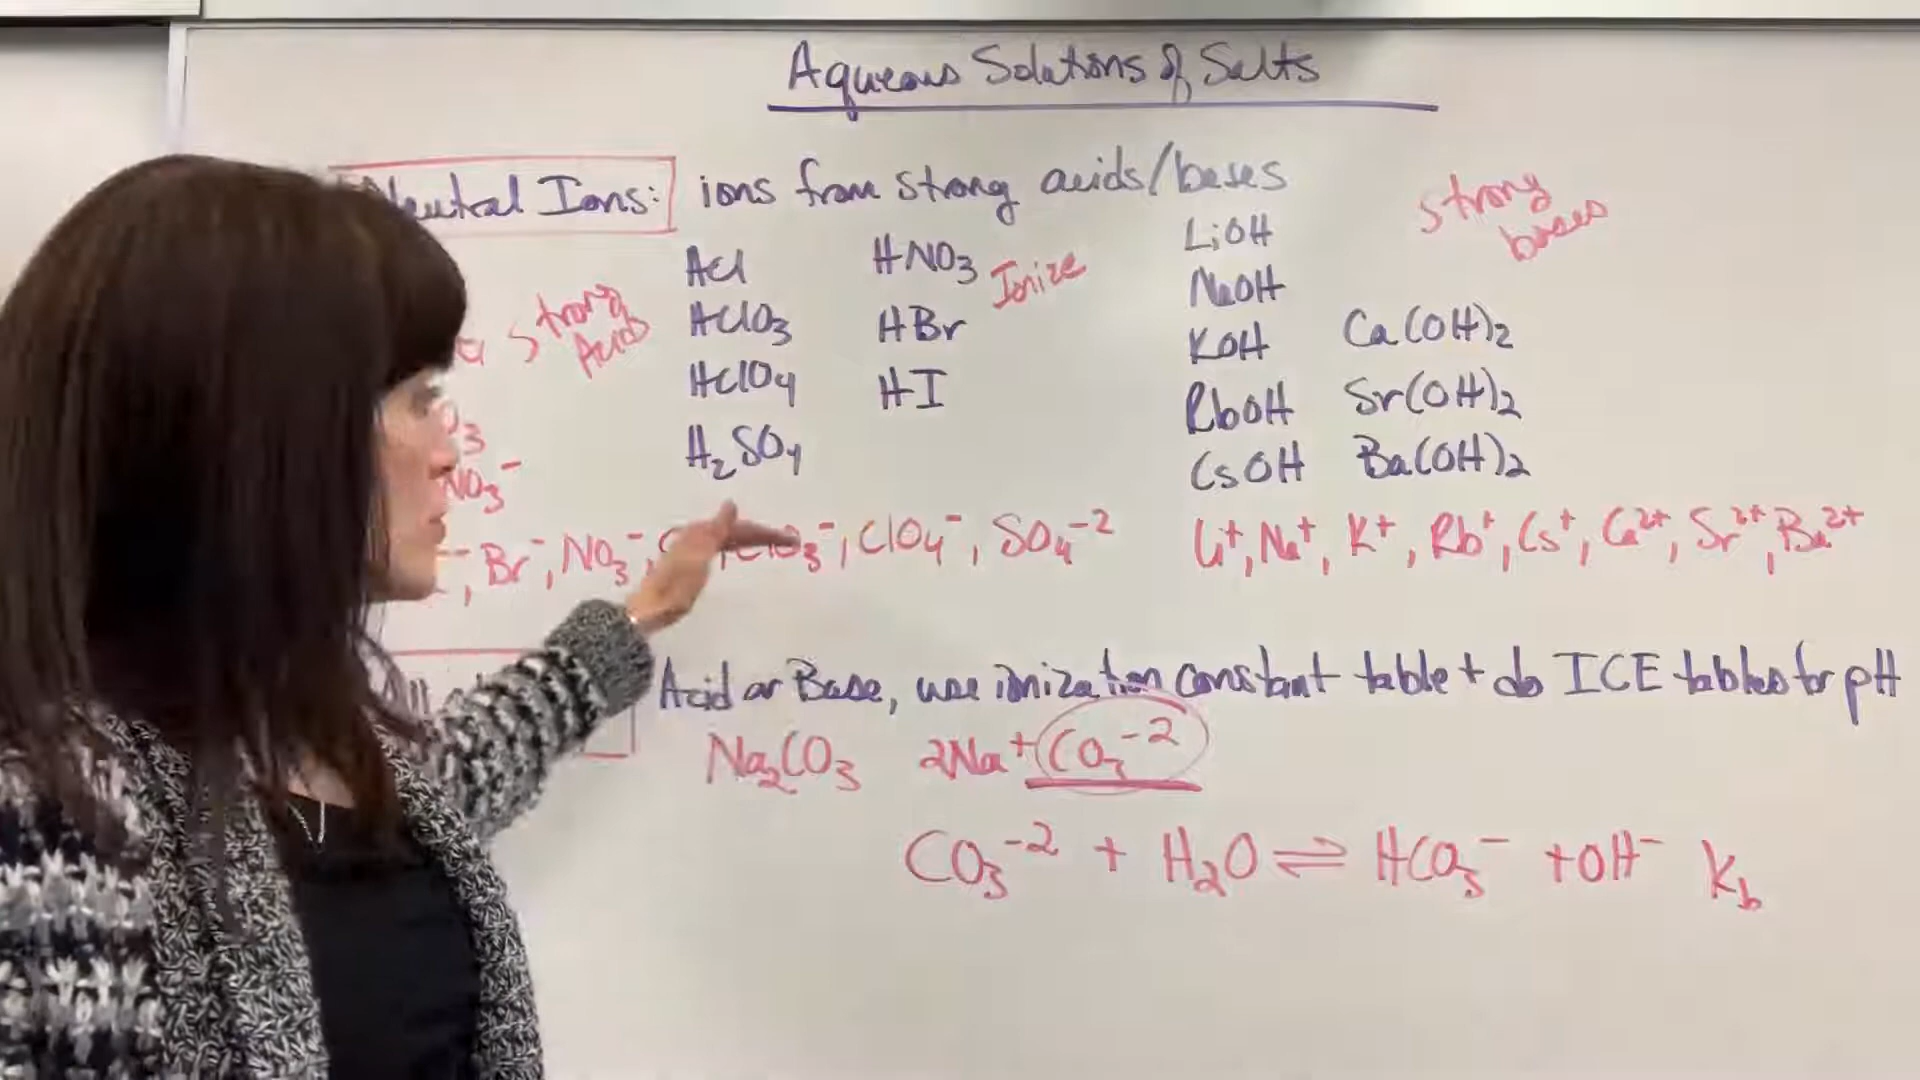 Aqueous Solutions of Salts
Neutral Ions: ions from strong acids/bases
strong bases
HCl HNO3 Ionize LiOH
strong Acid
HClO3 HBr NaOH
HClO4 HI KOH Ca(OH)2
H2SO4 RbOH Sr(OH)2
CsOH Ba(OH)2
NO3⁻
Br⁻, NO3⁻, ClO3⁻, ClO4⁻, SO4⁻²
Li⁺, Na⁺, K⁺, Rb⁺, Cs⁺, Ca²⁺, Sr²⁺, Ba²⁺
Acid or Base, use ionization constant table + do ICE tables for pH
Na2CO3 2Na⁺ CO3⁻²
CO3⁻² + H2O ⇌ HCO3⁻ + OH⁻ Kb